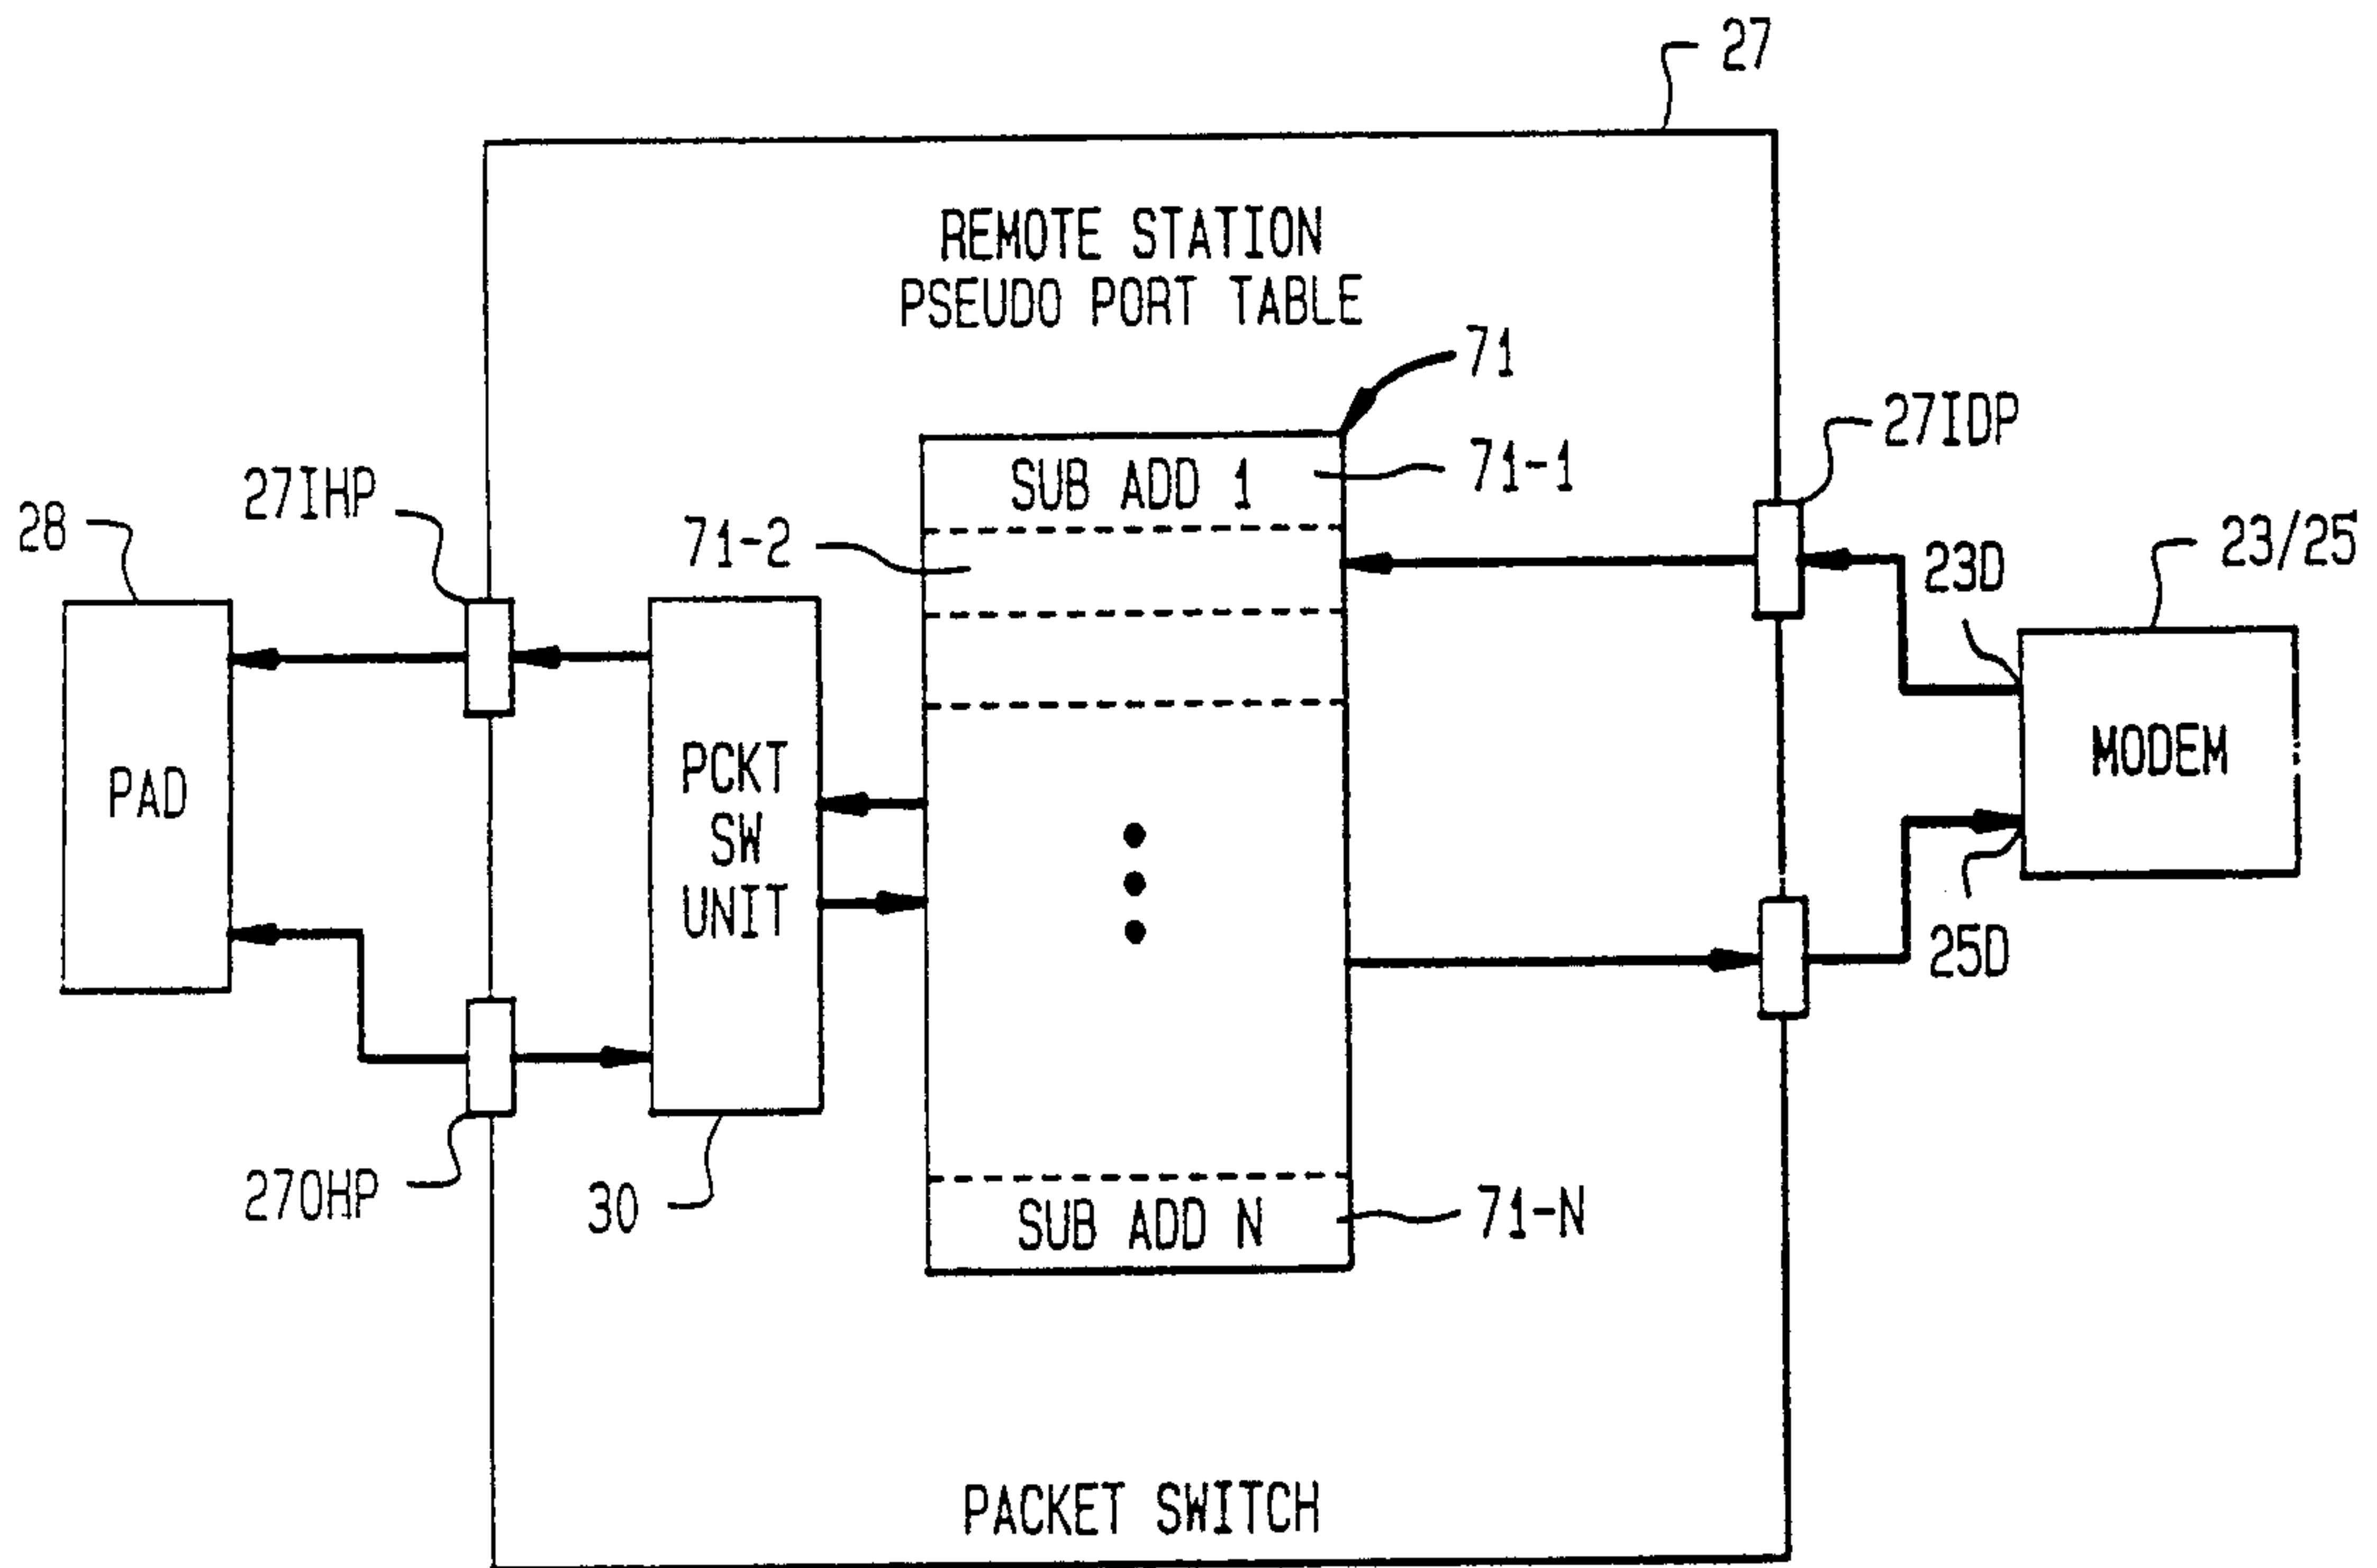 27
REMOTE STATION
PSEUDO PORT TABLE
71
27IDP
27IHP
SUB ADD 1
71-1
28
71-2
23D
23/25
PAD
PCKT
SW
UNIT
MODEM
25D
27OHP
30
SUB ADD N
71-N
PACKET SWITCH